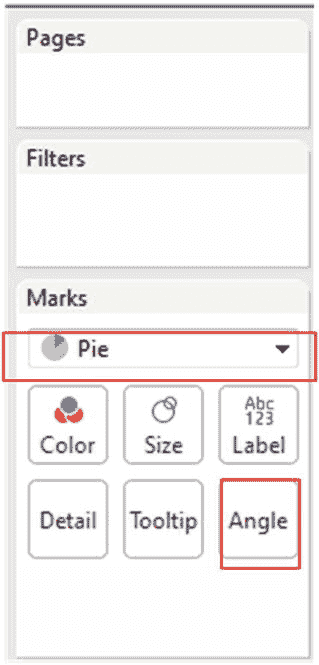 Pages
Filters
Marks
Pie
Abc
123
Color Size Label
Detail Tooltip Angle